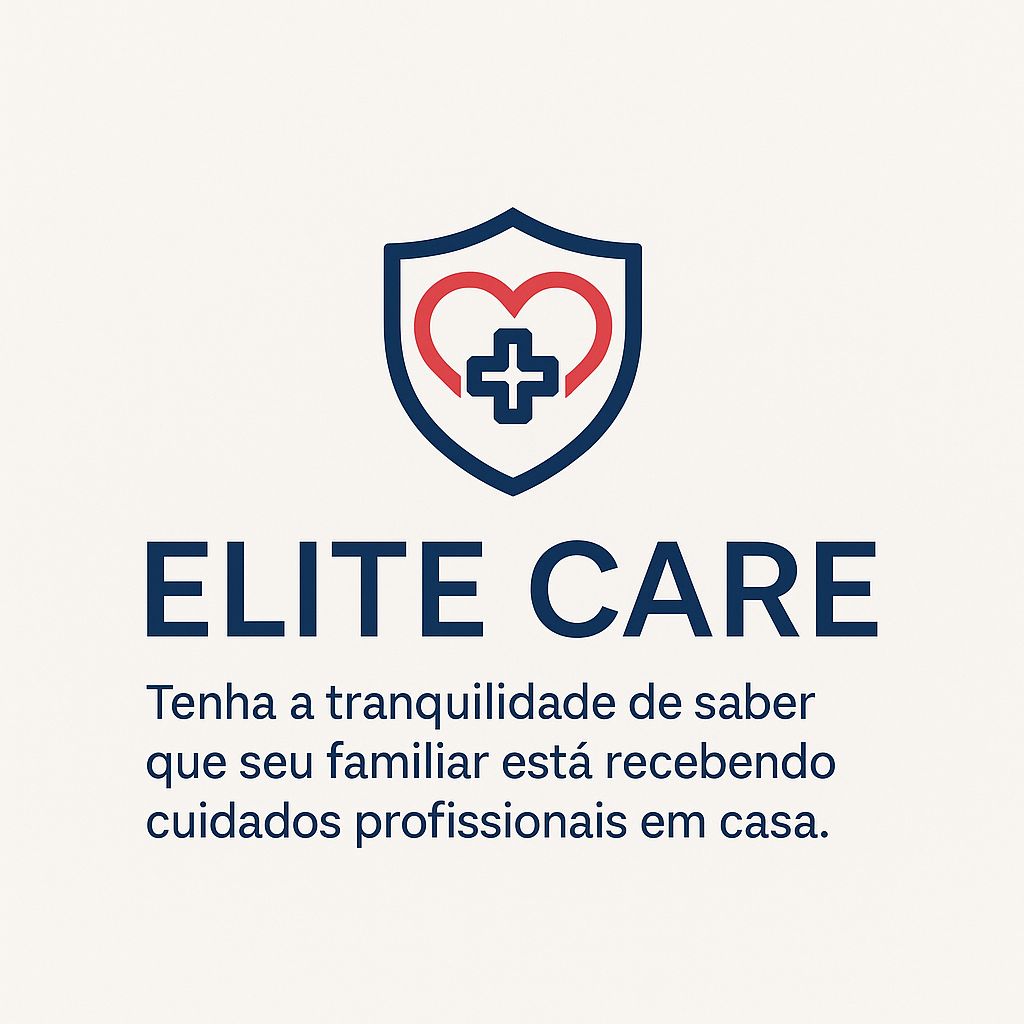 ELITE CARE
Tenha a tranquilidade de saber
que seu familiar está recebendo
cuidados profissionais em casa.